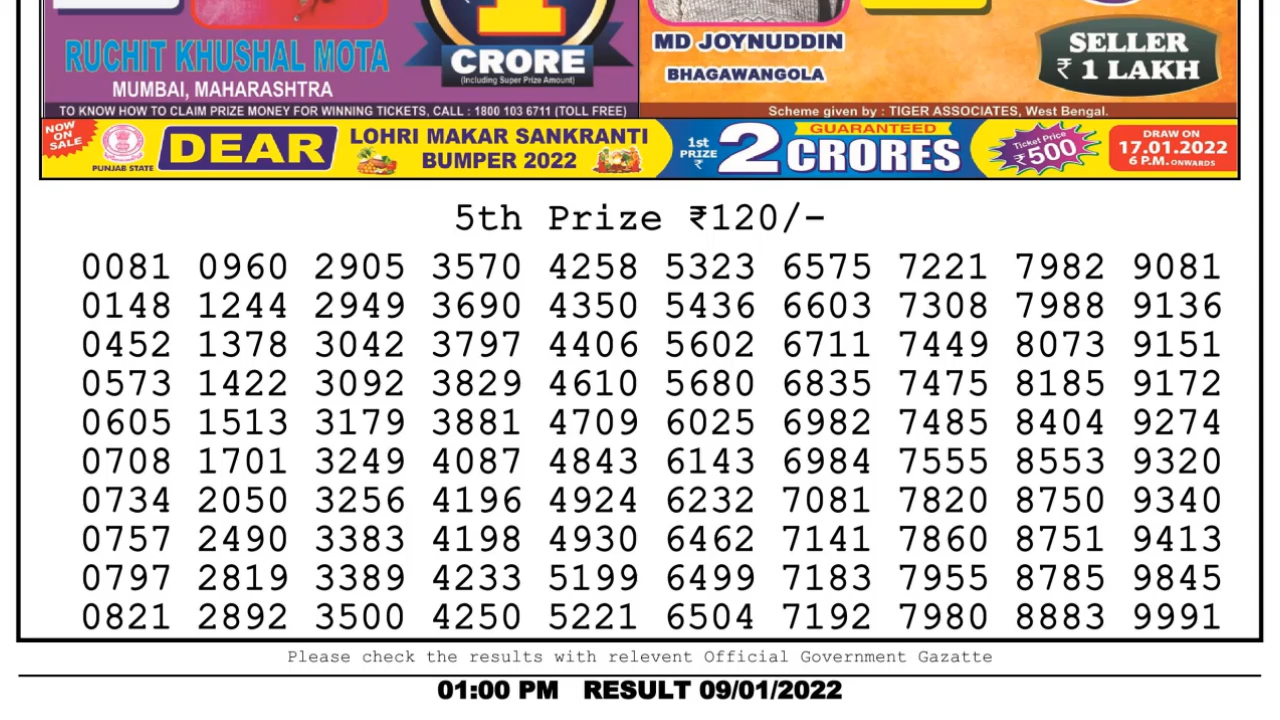 1
CRORE
(Including Super Prize Amount)
RUCHIT KHUSHAL MOTA
MUMBAI, MAHARASHTRA
TO KNOW HOW TO CLAIM PRIZE MONEY FOR WINNING TICKETS, CALL : 1800 103 6711 (TOLL FREE)
MD JOYNUDDIN
BHAGAWANGOLA
SELLER
₹ 1 LAKH
Scheme given by : TIGER ASSOCIATES, West Bengal.
NOW ON SALE
PUNJAB STATE
DEAR
LOHRI MAKAR SANKRANTI
BUMPER 2022
1st
PRIZE
₹
2
GUARANTEED
CRORES
Ticket Price
₹500
DRAW ON
17.01.2022
6 P.M. ONWARDS
5th Prize ₹120/-
0081 0960 2905 3570 4258 5323 6575 7221 7982 9081
0148 1244 2949 3690 4350 5436 6603 7308 7988 9136
0452 1378 3042 3797 4406 5602 6711 7449 8073 9151
0573 1422 3092 3829 4610 5680 6835 7475 8185 9172
0605 1513 3179 3881 4709 6025 6982 7485 8404 9274
0708 1701 3249 4087 4843 6143 6984 7555 8553 9320
0734 2050 3256 4196 4924 6232 7081 7820 8750 9340
0757 2490 3383 4198 4930 6462 7141 7860 8751 9413
0797 2819 3389 4233 5199 6499 7183 7955 8785 9845
0821 2892 3500 4250 5221 6504 7192 7980 8883 9991
Please check the results with relevent Official Government Gazatte
01:00 PM RESULT 09/01/2022